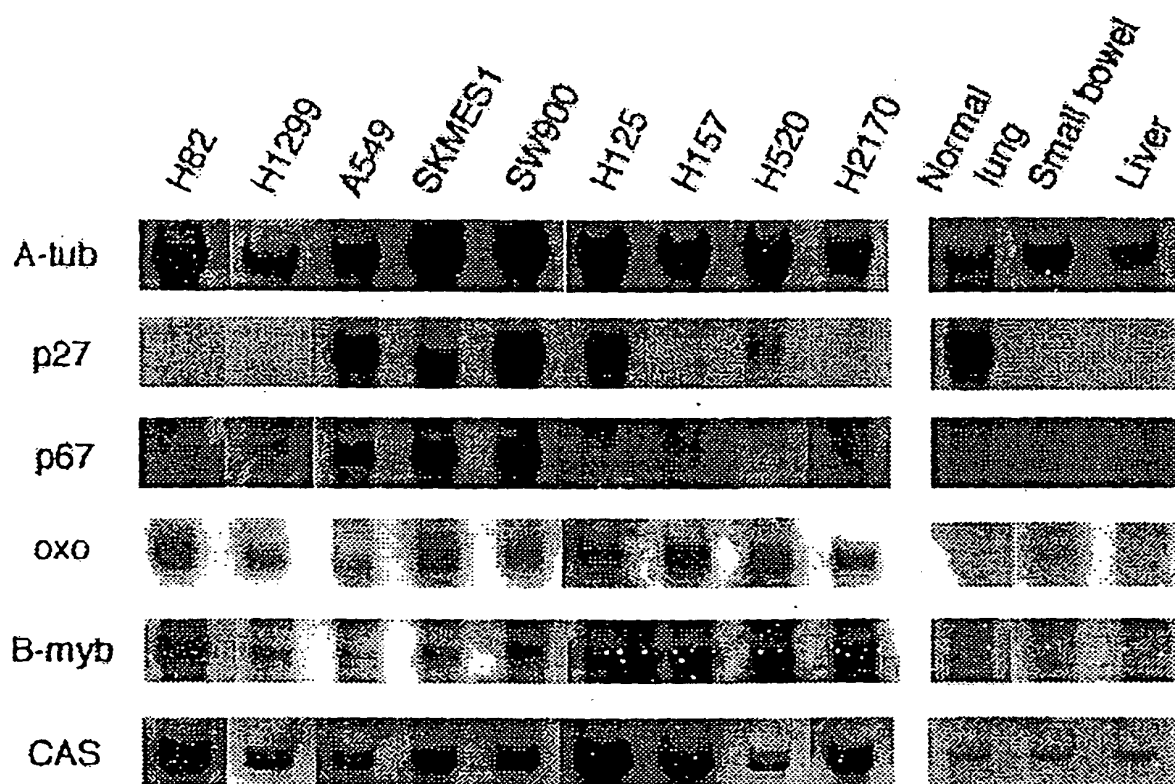 H82
H1299
A549
SKMES1
SW900
H125
H157
H520
H2170
Normal
lung
Small bowel
Liver
A-tub
p27
p67
oxo
B-myb
CAS